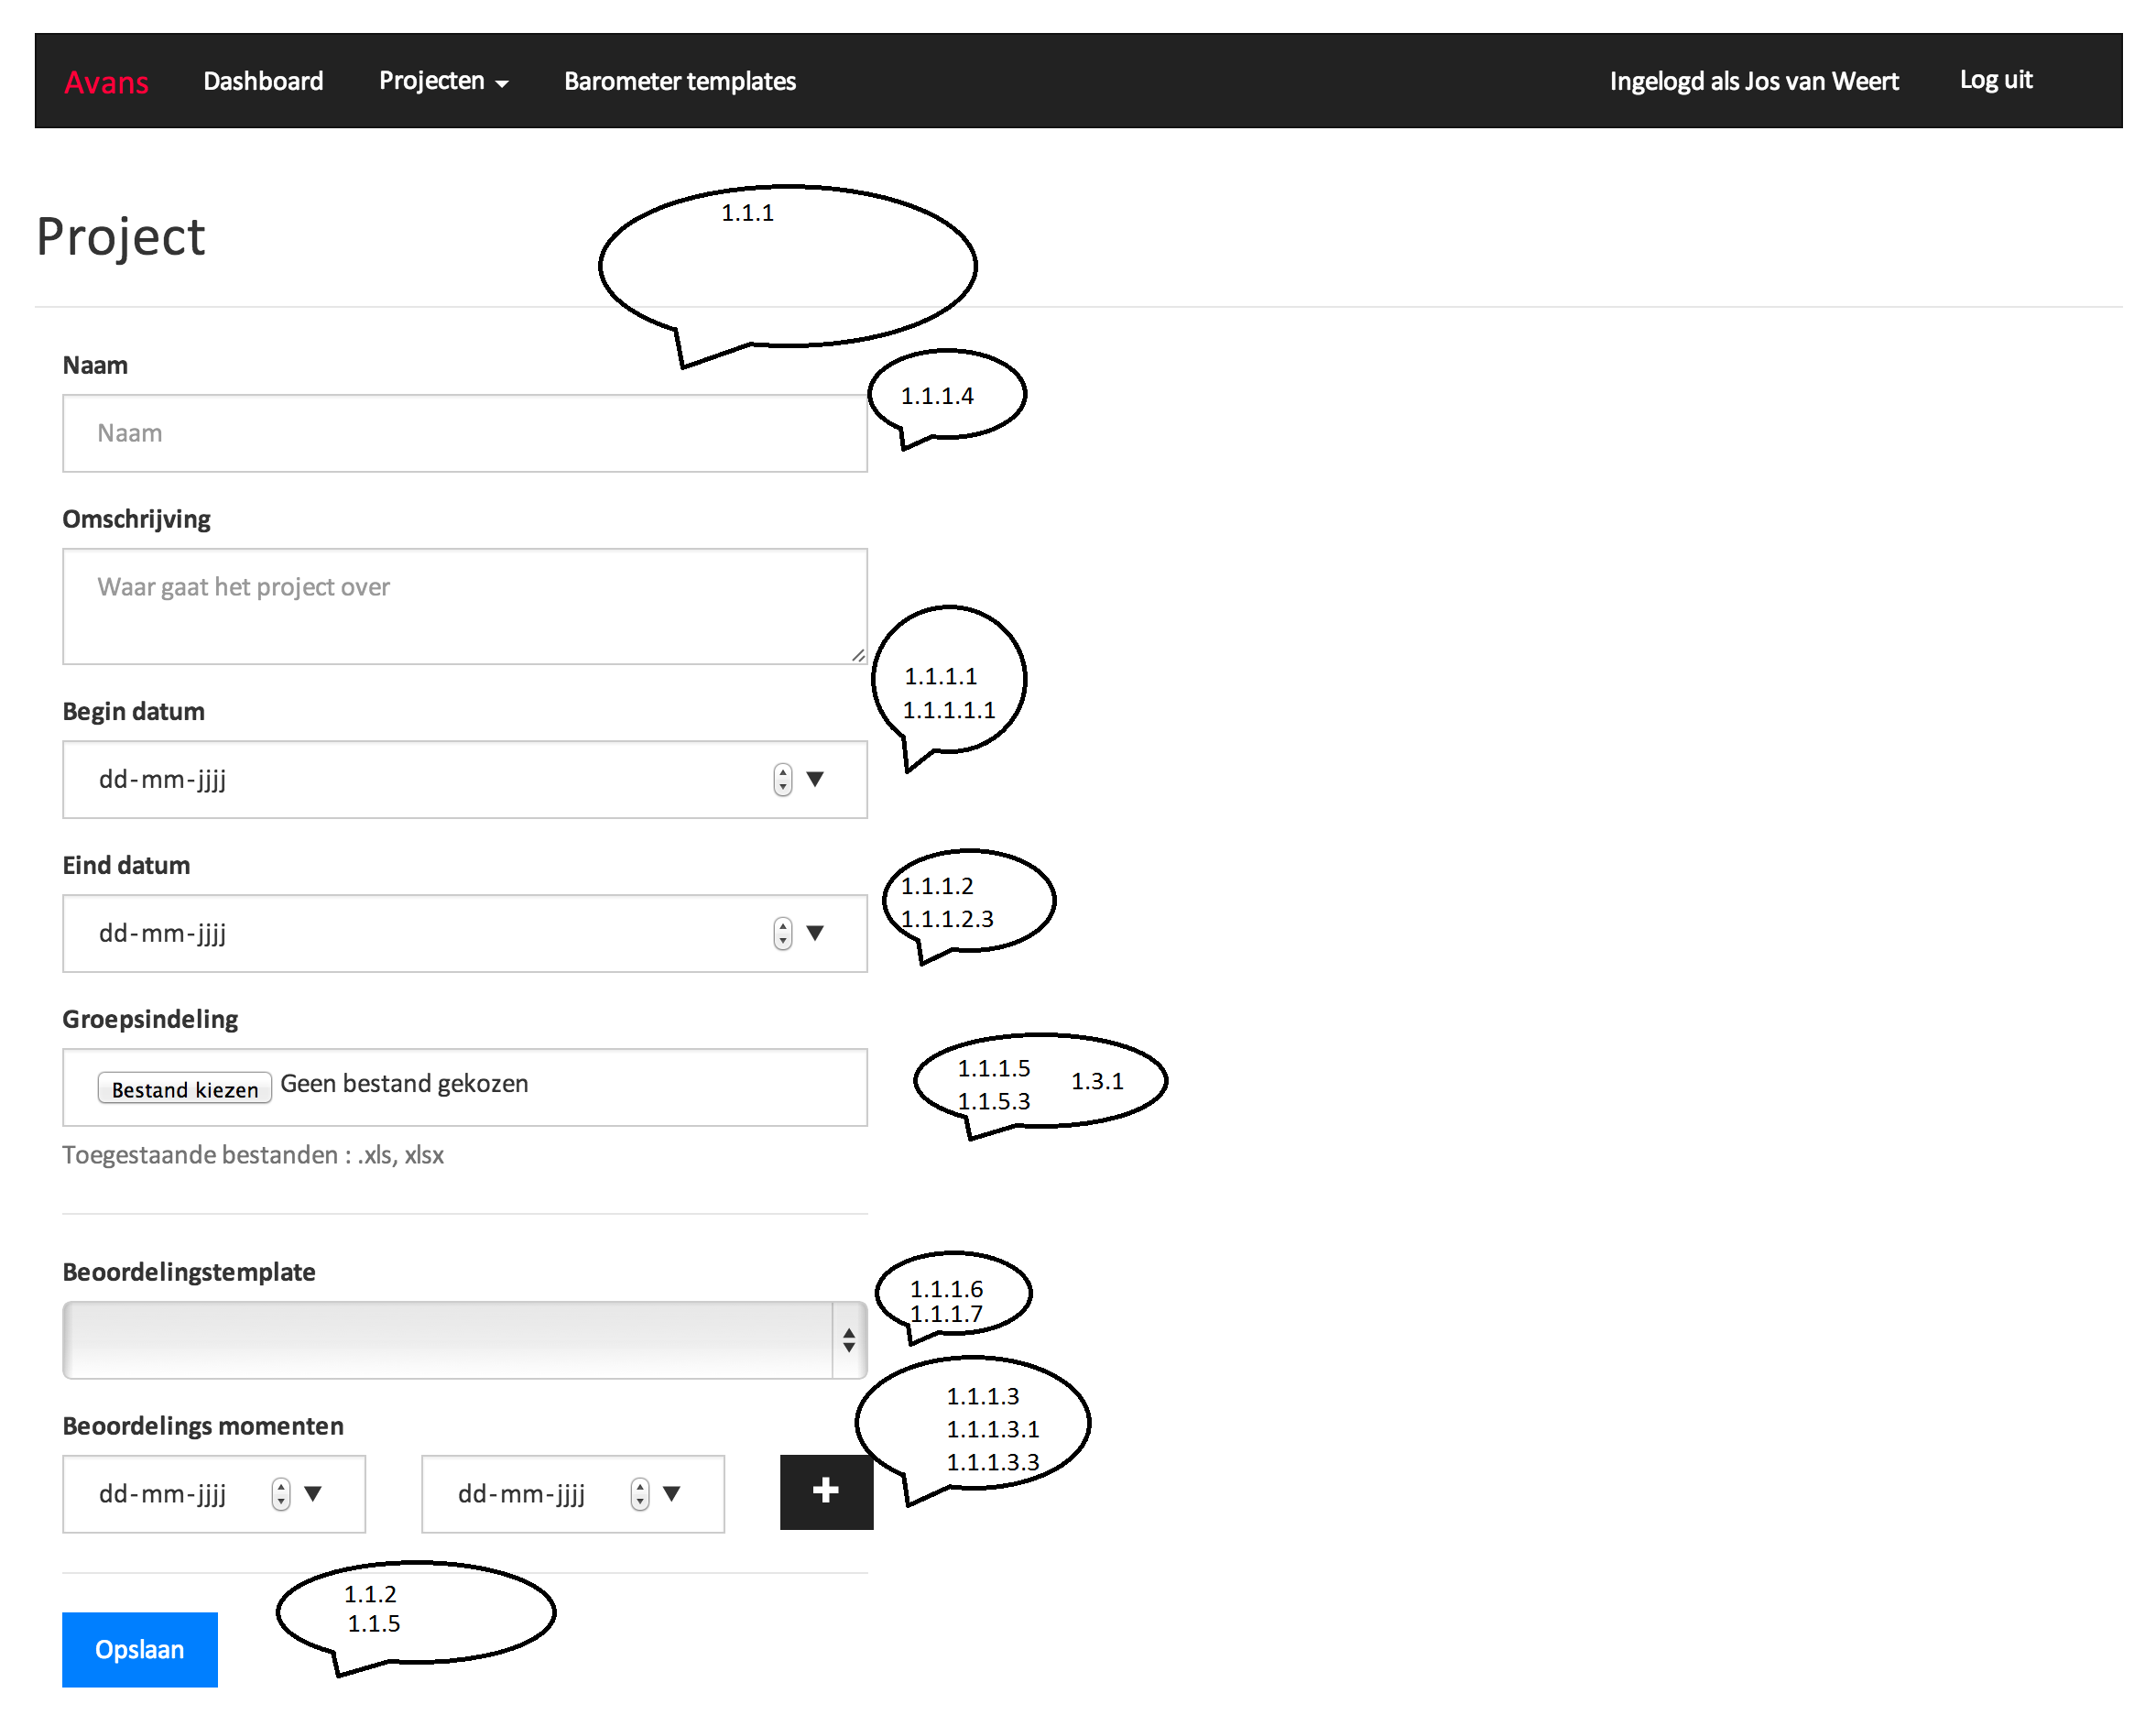 Avans Dashboard Projecten Barometer templates Ingelogd als Jos van Weert Log uit
1.1.1
Project
Naam
1.1.1.4
Naam
Omschrijving
Waar gaat het project over
1.1.1.1
1.1.1.1.1
Begin datum
dd-mm-jjjj
Eind datum
1.1.1.2
1.1.1.2.3
dd-mm-jjjj
Groepsindeling
1.1.1.5 1.3.1
1.1.5.3
Bestand kiezen Geen bestand gekozen
Toegestaande bestanden : .xls, xlsx
Beoordelingstemplate
1.1.1.6
1.1.1.7
Beoordelings momenten
1.1.1.3
1.1.1.3.1
1.1.1.3.3
dd-mm-jjjj dd-mm-jjjj +
1.1.2
1.1.5
Opslaan